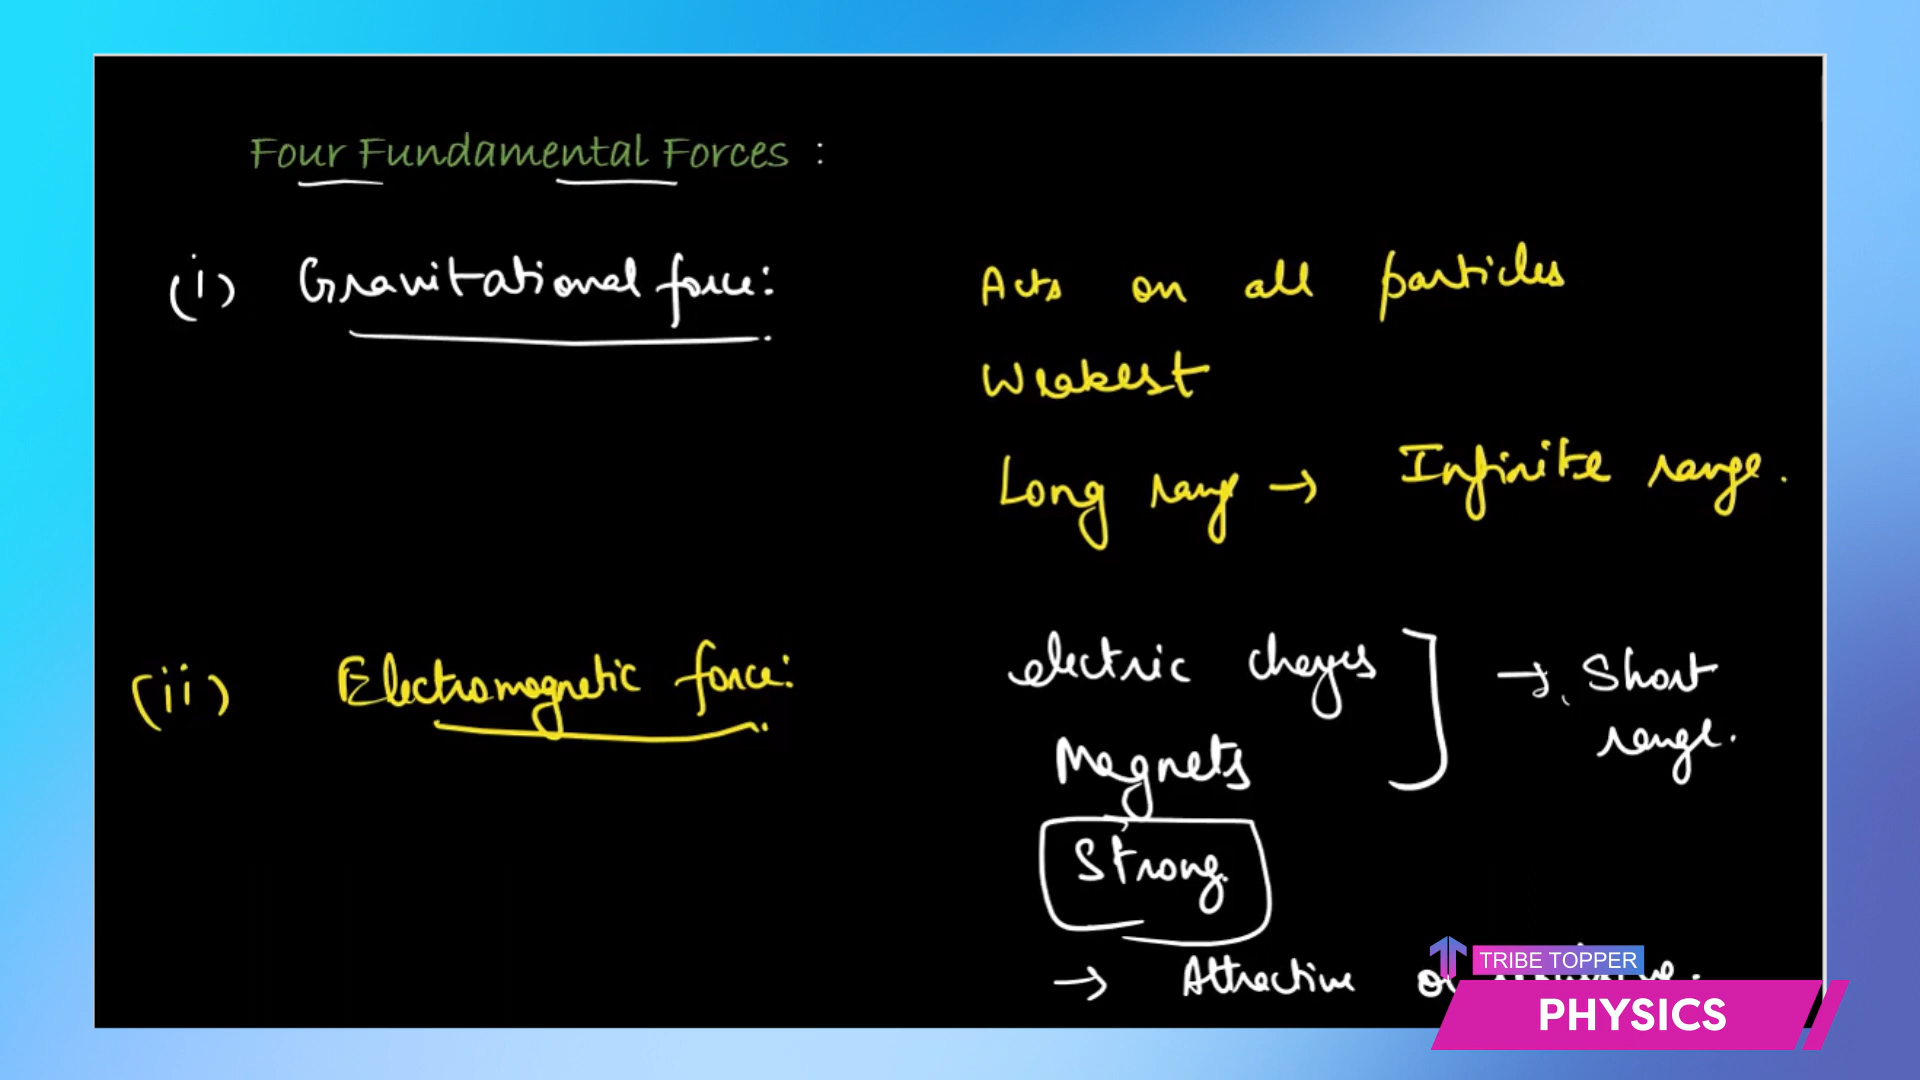 Four Fundamental Forces :
(i) Gravitational force:
Acts on all particles
Weakest
Long range → Infinite range.
(ii) Electromagnetic force:
electric charges
Magnets
→ Short
range.
Strong.
→ Attractive or
TRIBE TOPPER
PHYSICS